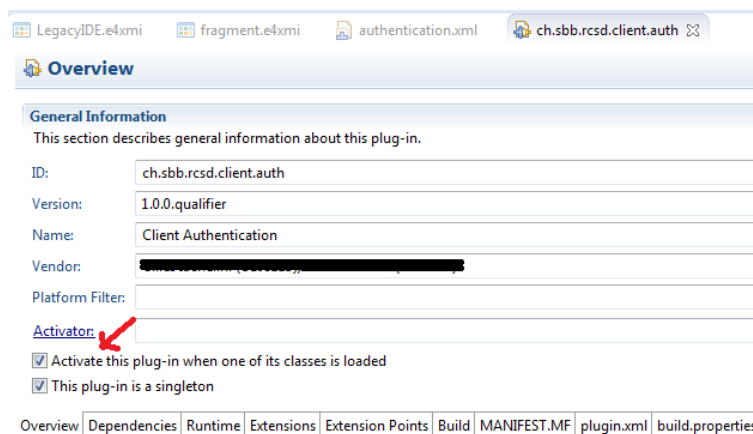 LegacyIDE.e4xmi fragment.e4xmi authentication.xml ch.sbb.rcsd.client.auth
Overview
General Information
This section describes general information about this plug-in.
ID: ch.sbb.rcsd.client.auth
Version: 1.0.0.qualifier
Name: Client Authentication
Vendor:
Platform Filter:
Activator:
Activate this plug-in when one of its classes is loaded
This plug-in is a singleton
Overview Dependencies Runtime Extensions Extension Points Build MANIFEST.MF plugin.xml build.propertie